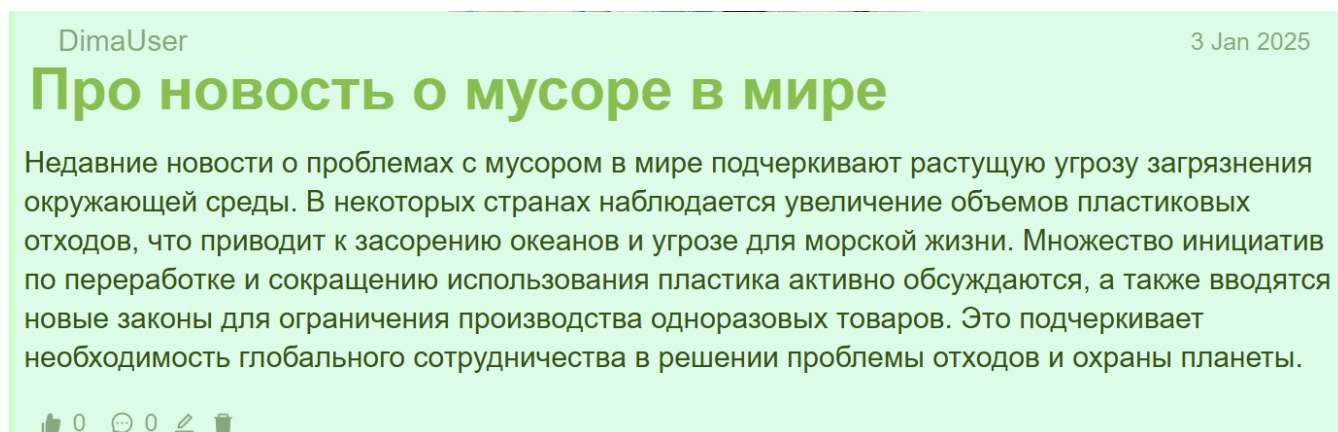 DimaUser
3 Jan 2025
Про новость о мусоре в мире
Недавние новости о проблемах с мусором в мире подчеркивают растущую угрозу загрязнения
окружающей среды. В некоторых странах наблюдается увеличение объемов пластиковых
отходов, что приводит к засорению океанов и угрозе для морской жизни. Множество инициатив
по переработке и сокращению использования пластика активно обсуждаются, а также вводятся
новые законы для ограничения производства одноразовых товаров. Это подчеркивает
необходимость глобального сотрудничества в решении проблемы отходов и охраны планеты.
0 0